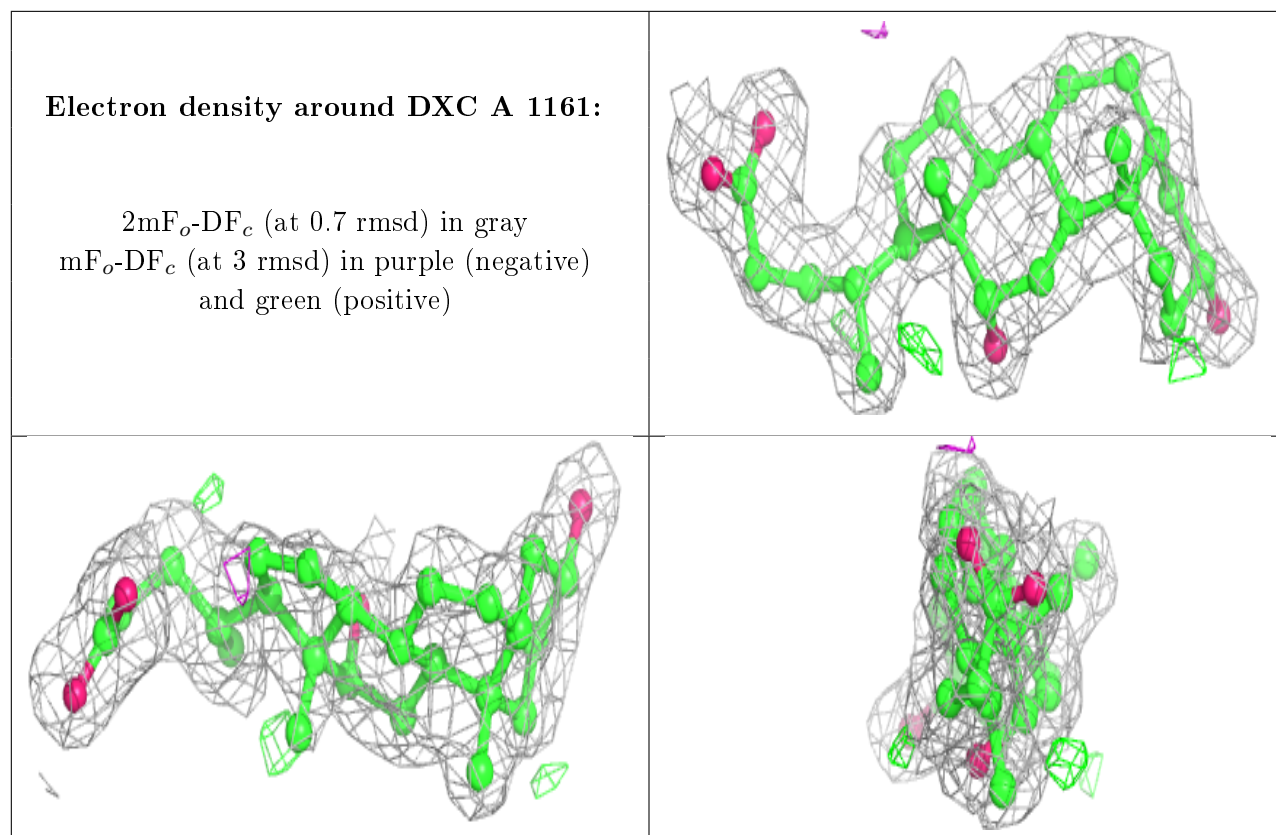 Electron density around DXC A 1161:
2mFₒ-DF𝒸 (at 0.7 rmsd) in gray
mFₒ-DF𝒸 (at 3 rmsd) in purple (negative)
and green (positive)